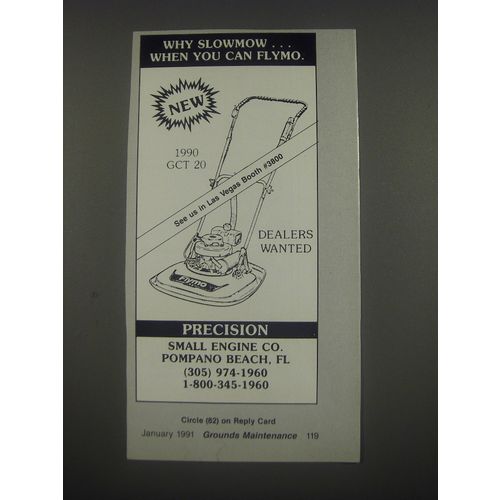 WHY SLOWMOW . . .
WHEN YOU CAN FLYMO.
NEW
1990
GCT 20
See us in Las Vegas Booth #3800
DEALERS
WANTED
Flymo
PRECISION
SMALL ENGINE CO.
POMPANO BEACH, FL
(305) 974-1960
1-800-345-1960
Circle (62) on Reply Card
January 1991 Grounds Maintenance 119